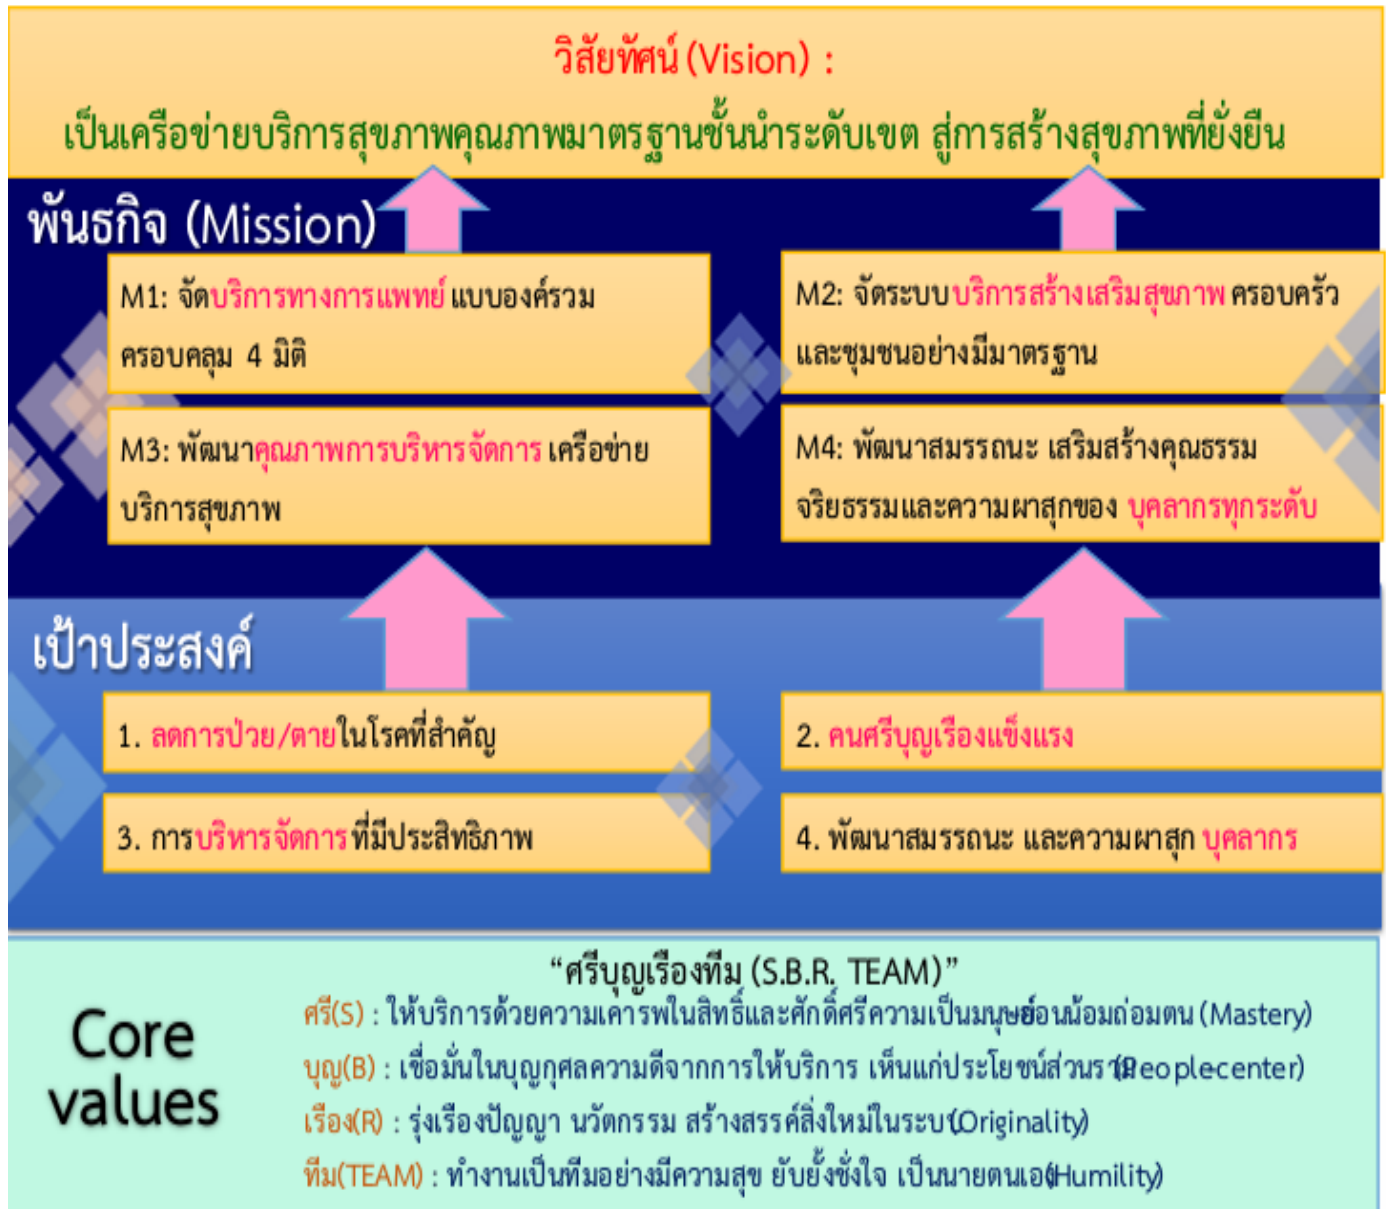 วิสัยทัศน์ (Vision) :
เป็นเครือข่ายบริการสุขภาพคุณภาพมาตรฐานชั้นนำระดับเขต สู่การสร้างสุขภาพที่ยั่งยืน
พันธกิจ (Mission)
M1: จัดบริการทางการแพทย์ แบบองค์รวม
ครอบคลุม 4 มิติ
M2: จัดระบบบริการสร้างเสริมสุขภาพ ครอบครัว
และชุมชนอย่างมีมาตรฐาน
M3: พัฒนาคุณภาพการบริหารจัดการ เครือข่าย
บริการสุขภาพ
M4: พัฒนาสมรรถนะ เสริมสร้างคุณธรรม
จริยธรรมและความผาสุกของ บุคลากรทุกระดับ
เป้าประสงค์
1. ลดการป่วย/ตายในโรคที่สำคัญ
2. คนศรีบุญเรืองแข็งแรง
3. การบริหารจัดการ ที่มีประสิทธิภาพ
4. พัฒนาสมรรถนะ และความผาสุก บุคลากร
Core
values
“ศรีบุญเรืองทีม (S.B.R. TEAM)”
ศรี(S) : ให้บริการด้วยความเคารพในสิทธิ์และศักดิ์ศรีความเป็นมนุษย์อ่อนน้อมถ่อมตน (Mastery)
บุญ(B) : เชื่อมั่นในบุญกุศลความดีจากการให้บริการ เห็นแก่ประโยชน์ส่วนรวม(People-center)
เรือง(R) : รุ่งเรืองปัญญา นวัตกรรม สร้างสรรค์สิ่งใหม่ในระบบ(Originality)
ทีม(TEAM) : ทำงานเป็นทีมอย่างมีความสุข ยับยั้งชั่งใจ เป็นนายตนเอง(Humility)